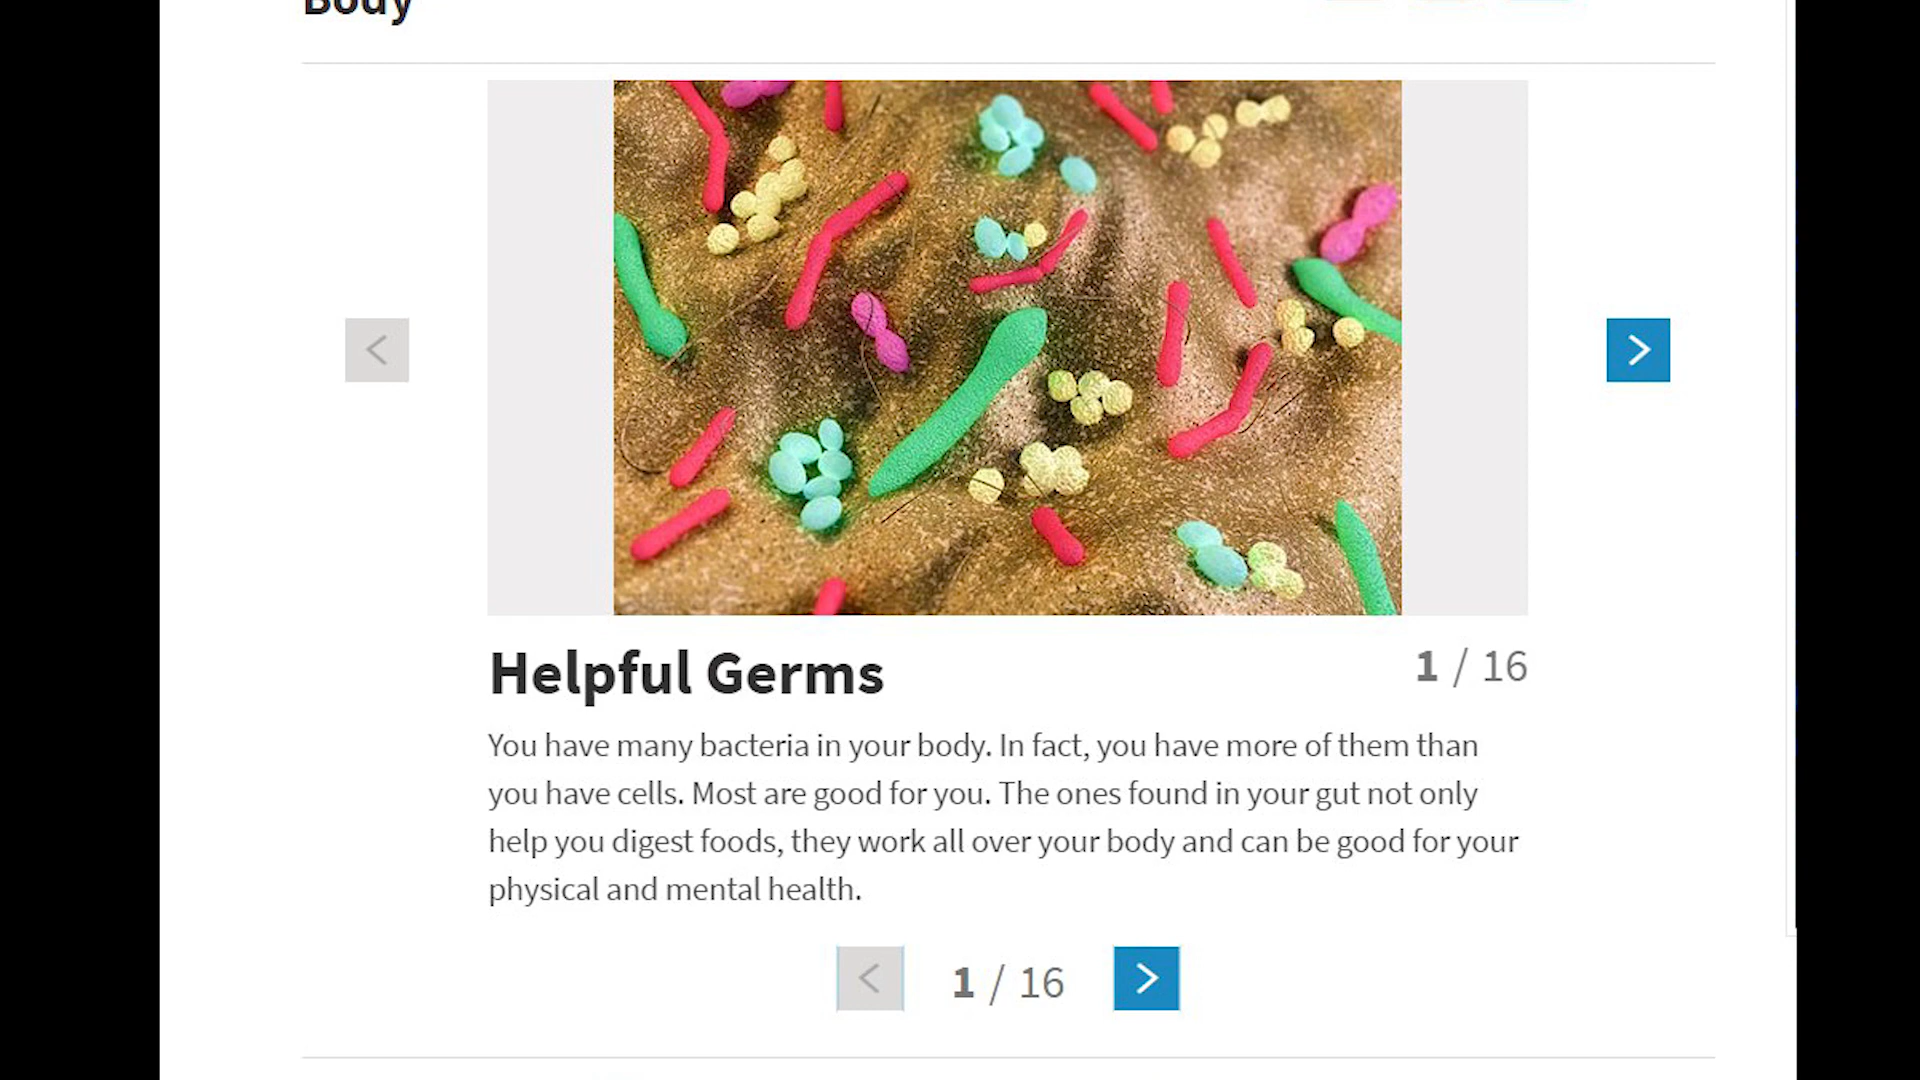 Body
Helpful Germs
1 / 16
You have many bacteria in your body. In fact, you have more of them than
you have cells. Most are good for you. The ones found in your gut not only
help you digest foods, they work all over your body and can be good for your
physical and mental health.
1 / 16